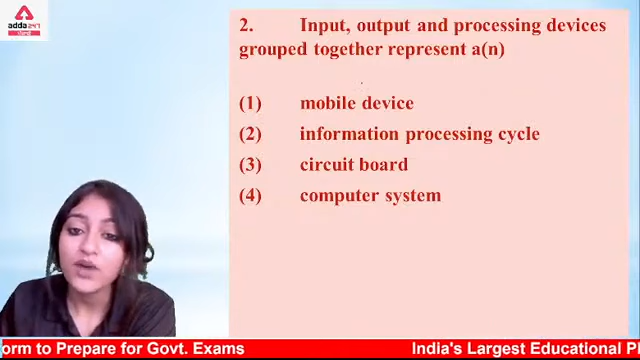 adda247
ਪੰਜਾਬੀ
2. Input, output and processing devices
grouped together represent a(n)
(1) mobile device
(2) information processing cycle
(3) circuit board
(4) computer system
orm to Prepare for Govt. Exams India's Largest Educational Pl